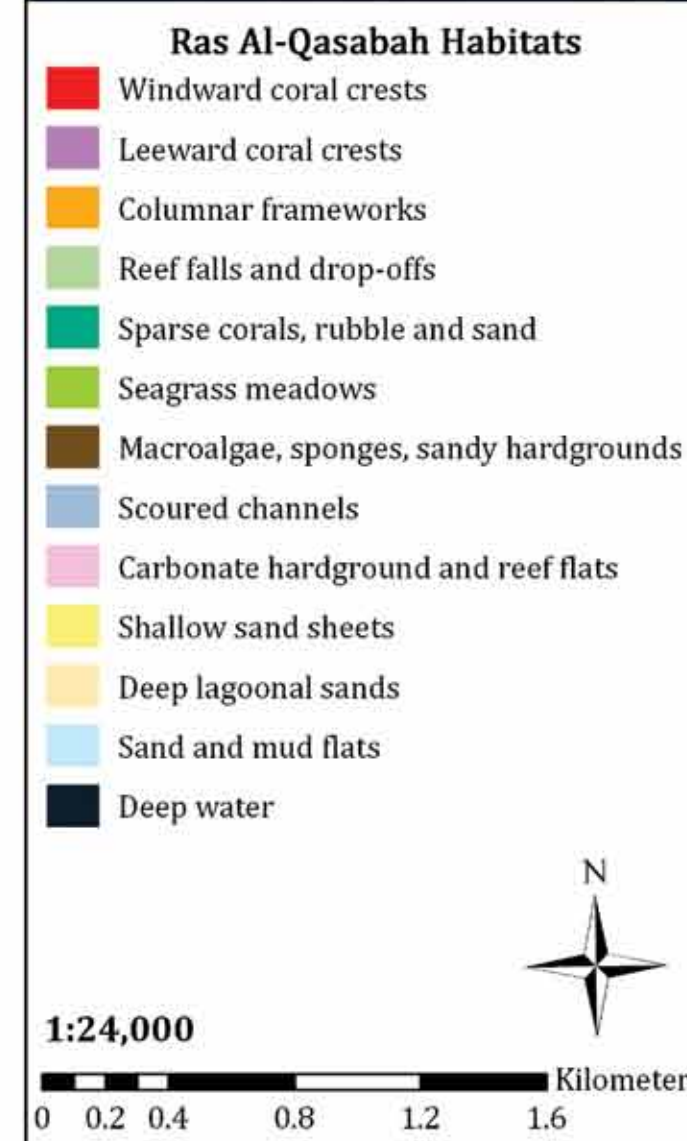 Ras Al-Qasabah Habitats
Windward coral crests
Leeward coral crests
Columnar frameworks
Reef falls and drop-offs
Sparse corals, rubble and sand
Seagrass meadows
Macroalgae, sponges, sandy hardgrounds
Scoured channels
Carbonate hardground and reef flats
Shallow sand sheets
Deep lagoonal sands
Sand and mud flats
Deep water
N
1:24,000
Kilometer
0 0.2 0.4 0.8 1.2 1.6